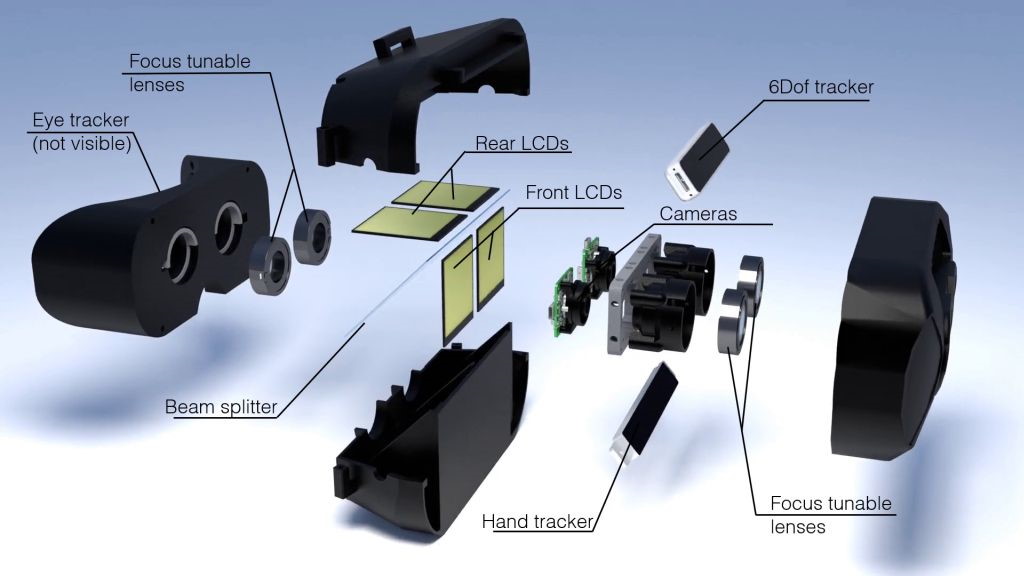 Focus tunable
lenses
6Dof tracker
Eye tracker
(not visible)
Rear LCDs
Front LCDs
Cameras
Beam splitter
Hand tracker
Focus tunable
lenses